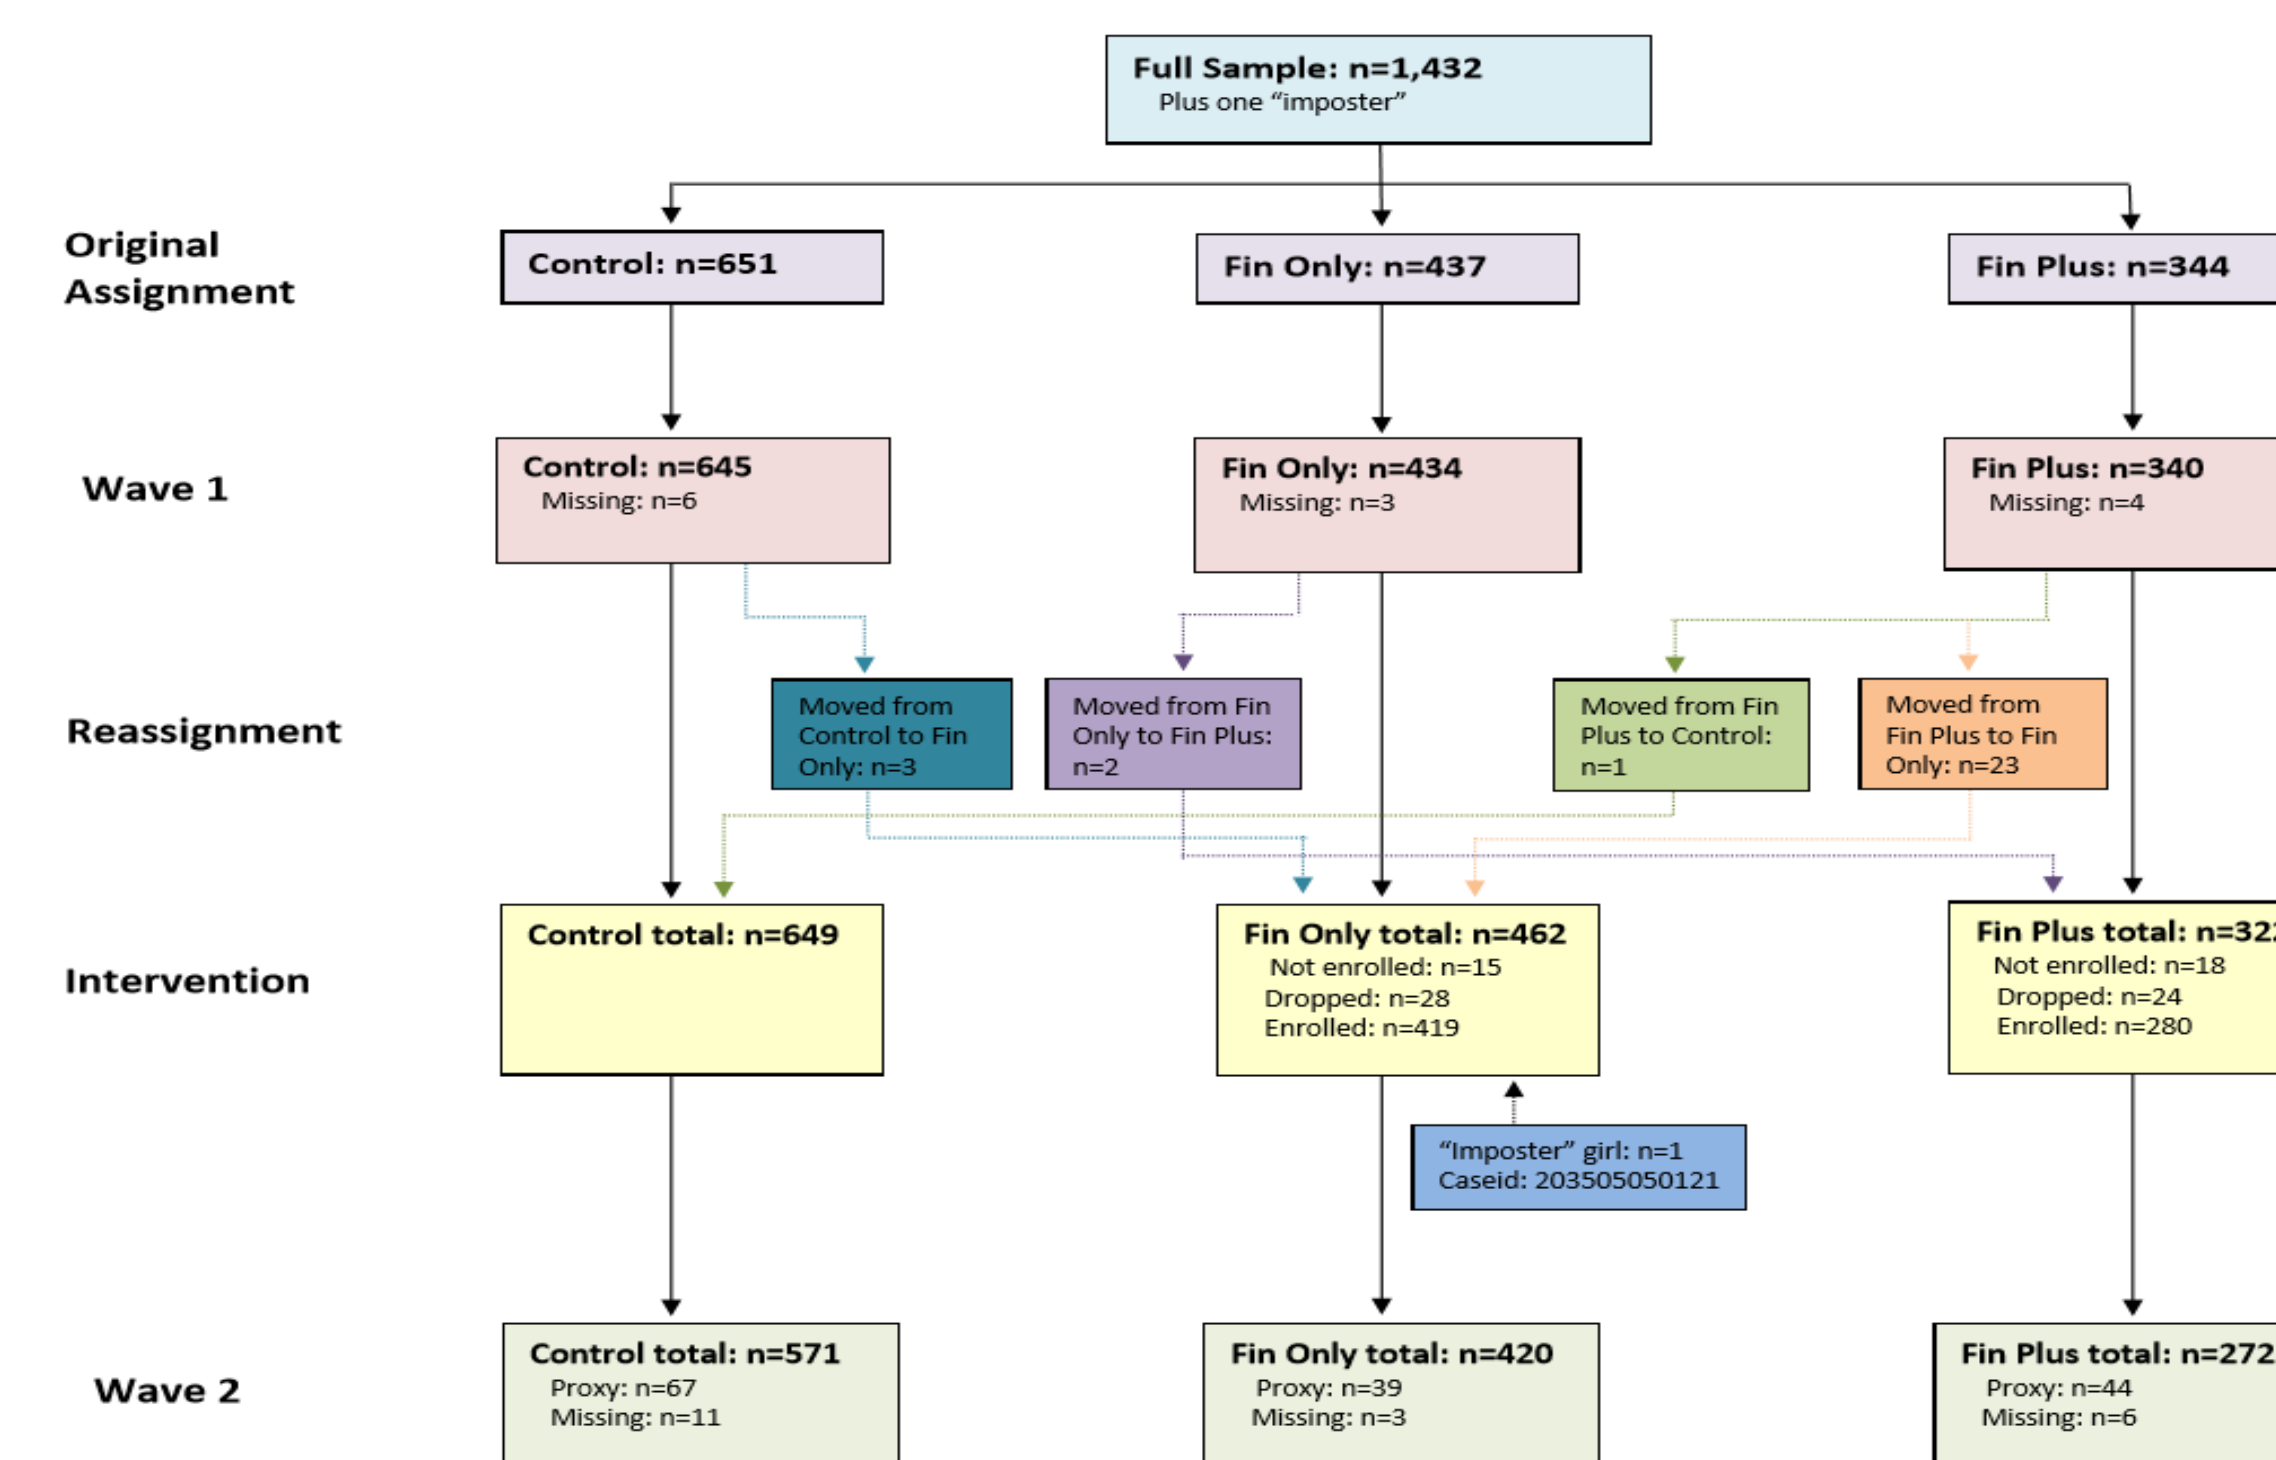 Full Sample: n=1,432
Plus one “imposter”
Original
Assignment
Control: n=651
Fin Only: n=437
Fin Plus: n=344
Wave 1
Control: n=645
Missing: n=6
Fin Only: n=434
Missing: n=3
Fin Plus: n=340
Missing: n=4
Reassignment
Moved from
Control to Fin
Only: n=3
Moved from Fin
Only to Fin Plus:
n=2
Moved from Fin
Plus to Control:
n=1
Moved from
Fin Plus to Fin
Only: n=23
Intervention
Control total: n=649
Fin Only total: n=462
Not enrolled: n=15
Dropped: n=28
Enrolled: n=419
Fin Plus total: n=322
Not enrolled: n=18
Dropped: n=24
Enrolled: n=280
“Imposter” girl: n=1
Caseid: 203505050121
Wave 2
Control total: n=571
Proxy: n=67
Missing: n=11
Fin Only total: n=420
Proxy: n=39
Missing: n=3
Fin Plus total: n=272
Proxy: n=44
Missing: n=6